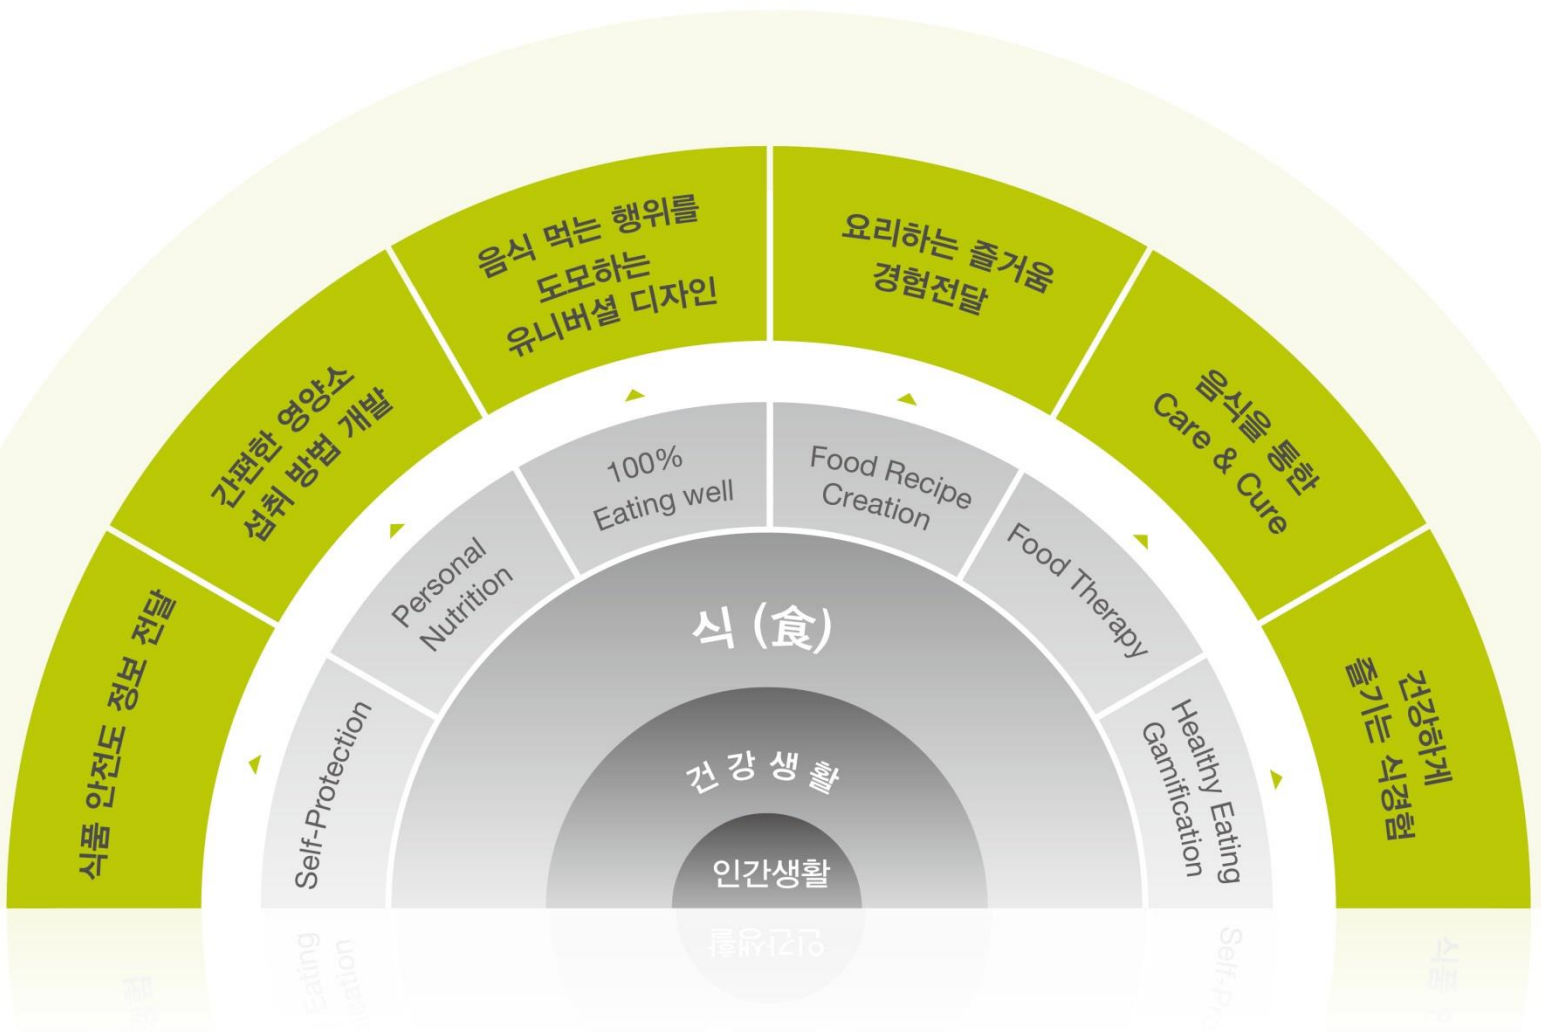 식품 안전도 정보 전달
간편한 영양소
섭취 방법 개발
음식 먹는 행위를
도모하는
유니버셜 디자인
요리하는 즐거움
경험전달
음식을 통한
Care & Cure
건강하게
즐기는 식경험
Self-Protection
Personal
Nutrition
100%
Eating well
Food Recipe
Creation
Food Therapy
Healthy Eating
Gamification
식 (食)
건강생활
인간생활